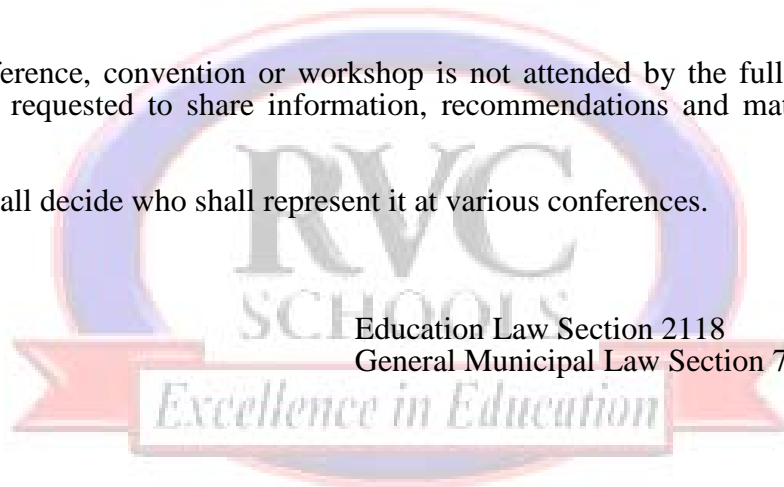 ference, convention or workshop is not attended by the full
requested to share information, recommendations and mat
all decide who shall represent it at various conferences.
RVC
SCHOOLS
Education Law Section 2118
General Municipal Law Section 7
Excellence in Education